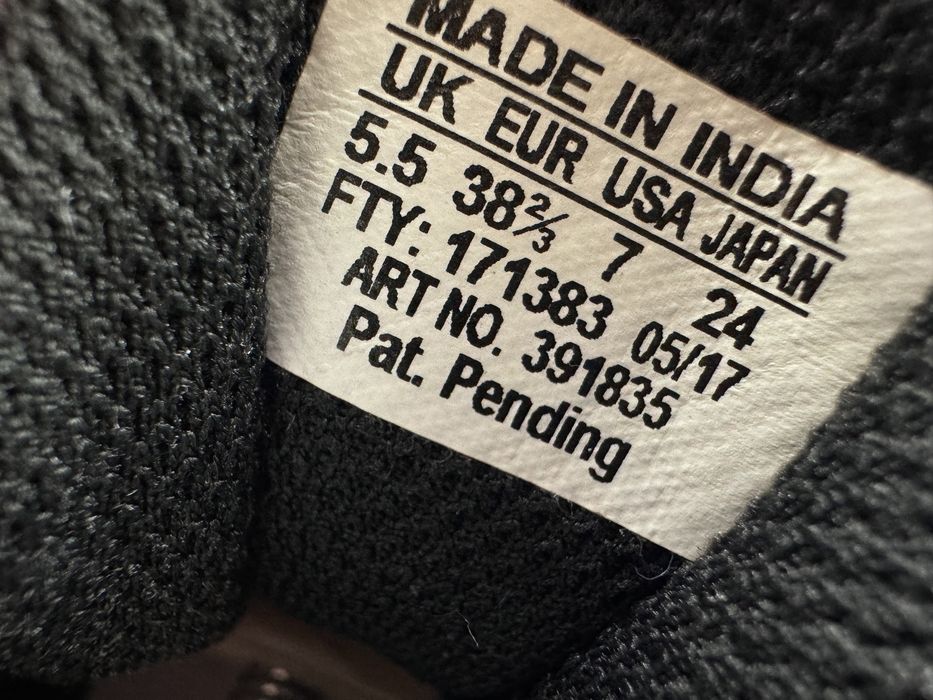 MADE IN INDIA
UK EUR USA JAPAN
5.5 38⅔ 7 24
FTY: 171383 05/17
ART NO. 391835
Pat. Pending